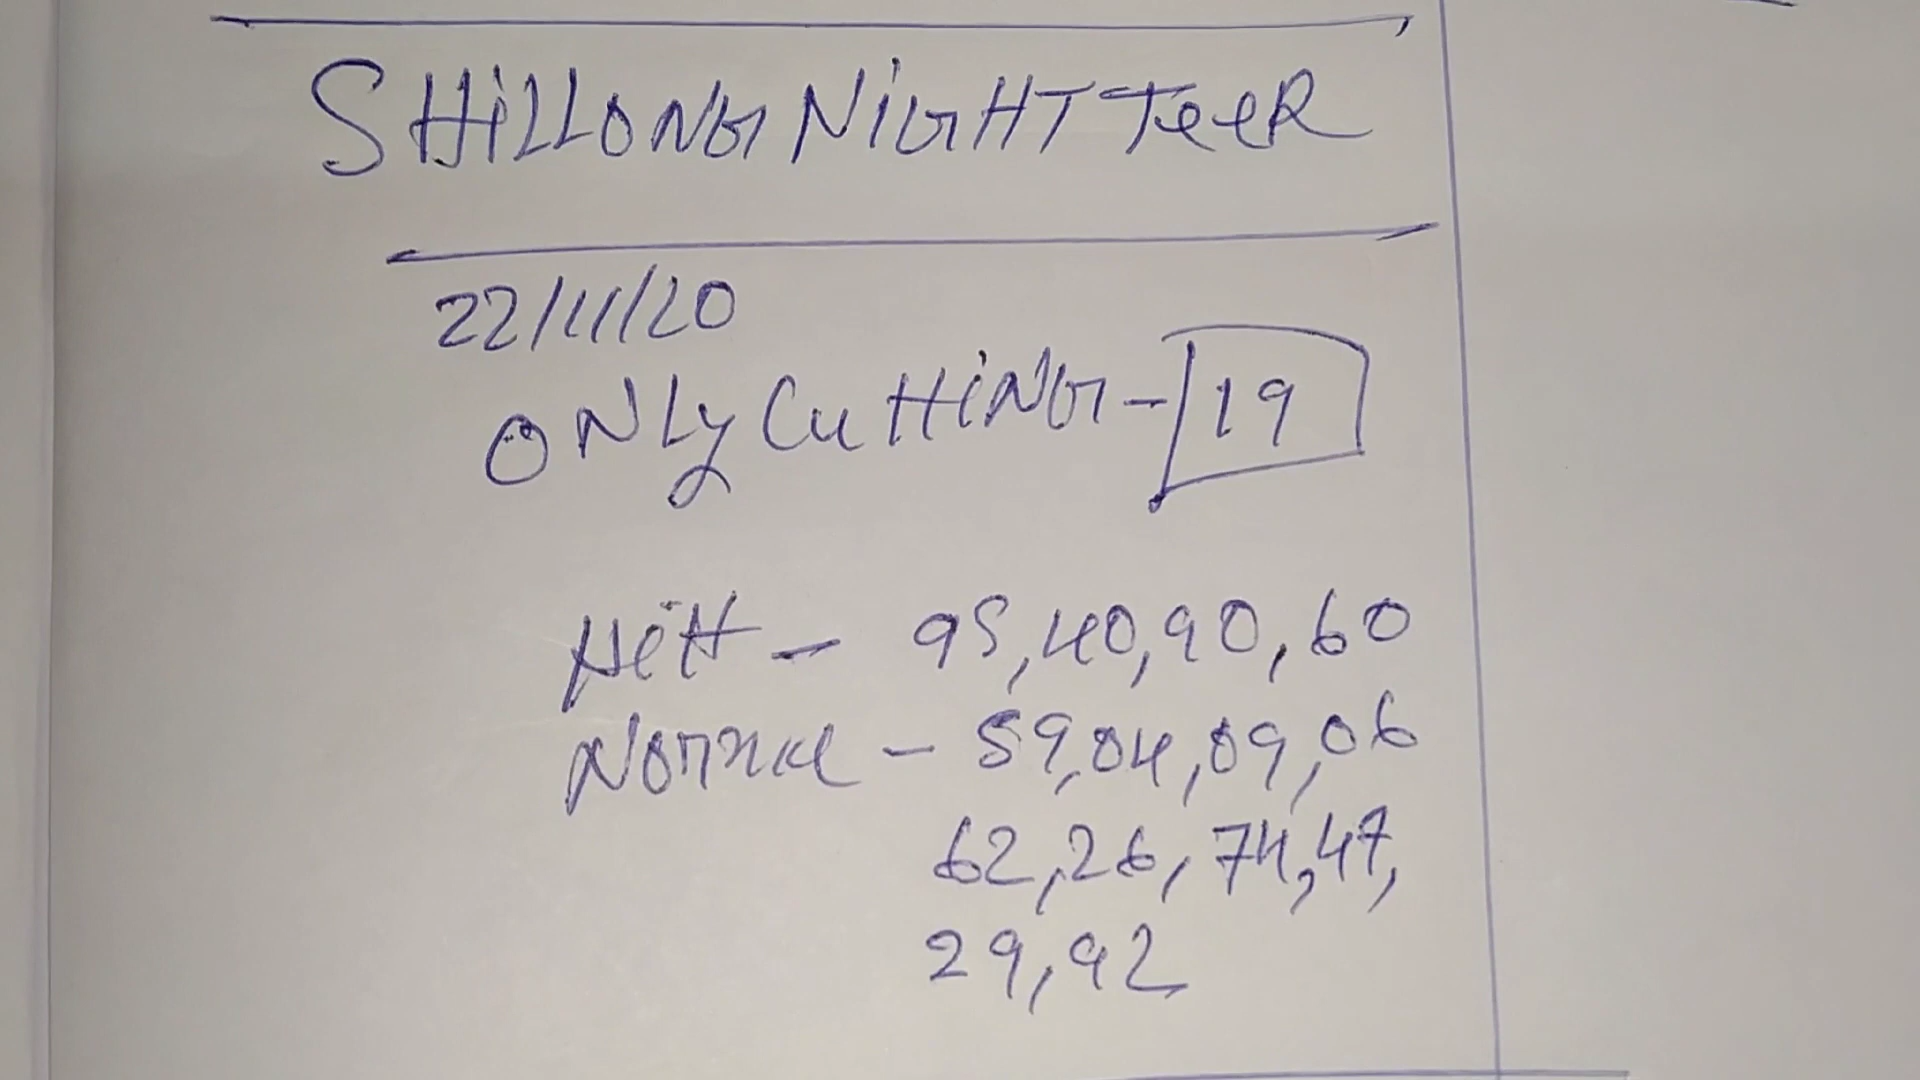 SHiLLONG NiGHT TeeR
22/11/20
ONLy CuttiNG - 19
HiTT - 95,40,90,60
Normal - 59,04,09,06
62,26,74,47,
29,92